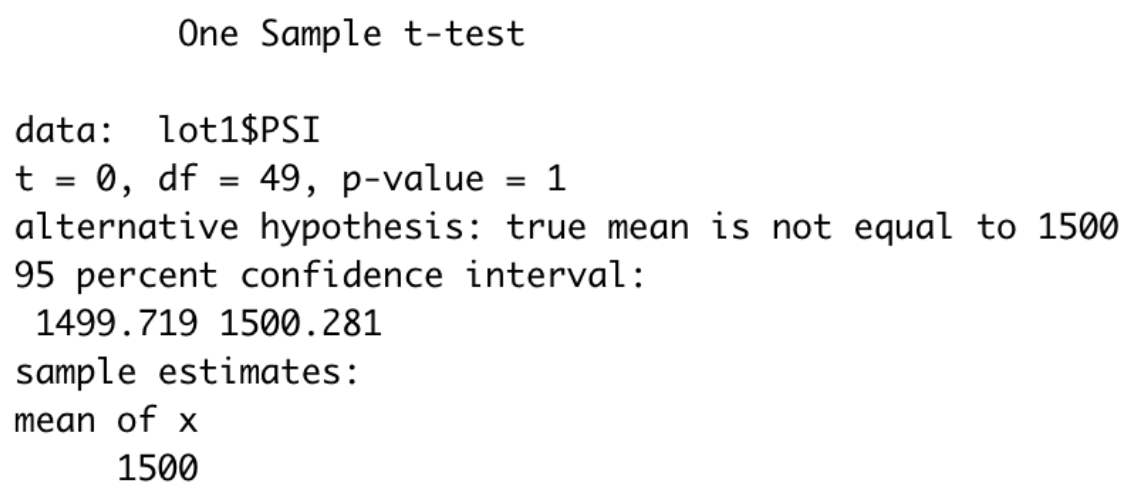 One Sample t-test
data:  lot1$PSI
t = 0, df = 49, p-value = 1
alternative hypothesis: true mean is not equal to 1500
95 percent confidence interval:
1499.719 1500.281
sample estimates:
mean of x
1500